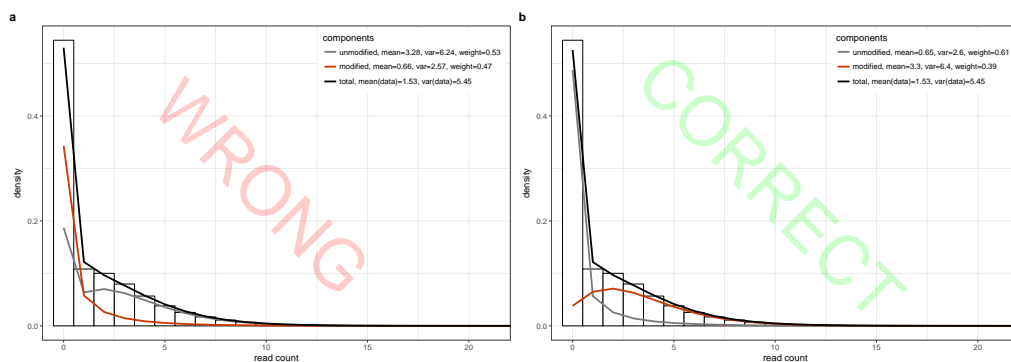 a
components
unmodified, mean=3.28, var=6.24, weight=0.53
modified, mean=0.66, var=2.57, weight=0.47
total, mean(data)=1.53, var(data)=5.45
WRONG
density
0.4
0.2
0.0
0
5
10
15
20
read count
b
components
unmodified, mean=0.65, var=2.6, weight=0.61
modified, mean=3.3, var=6.4, weight=0.39
total, mean(data)=1.53, var(data)=5.45
CORRECT
density
0.4
0.2
0.0
0
5
10
15
20
read count